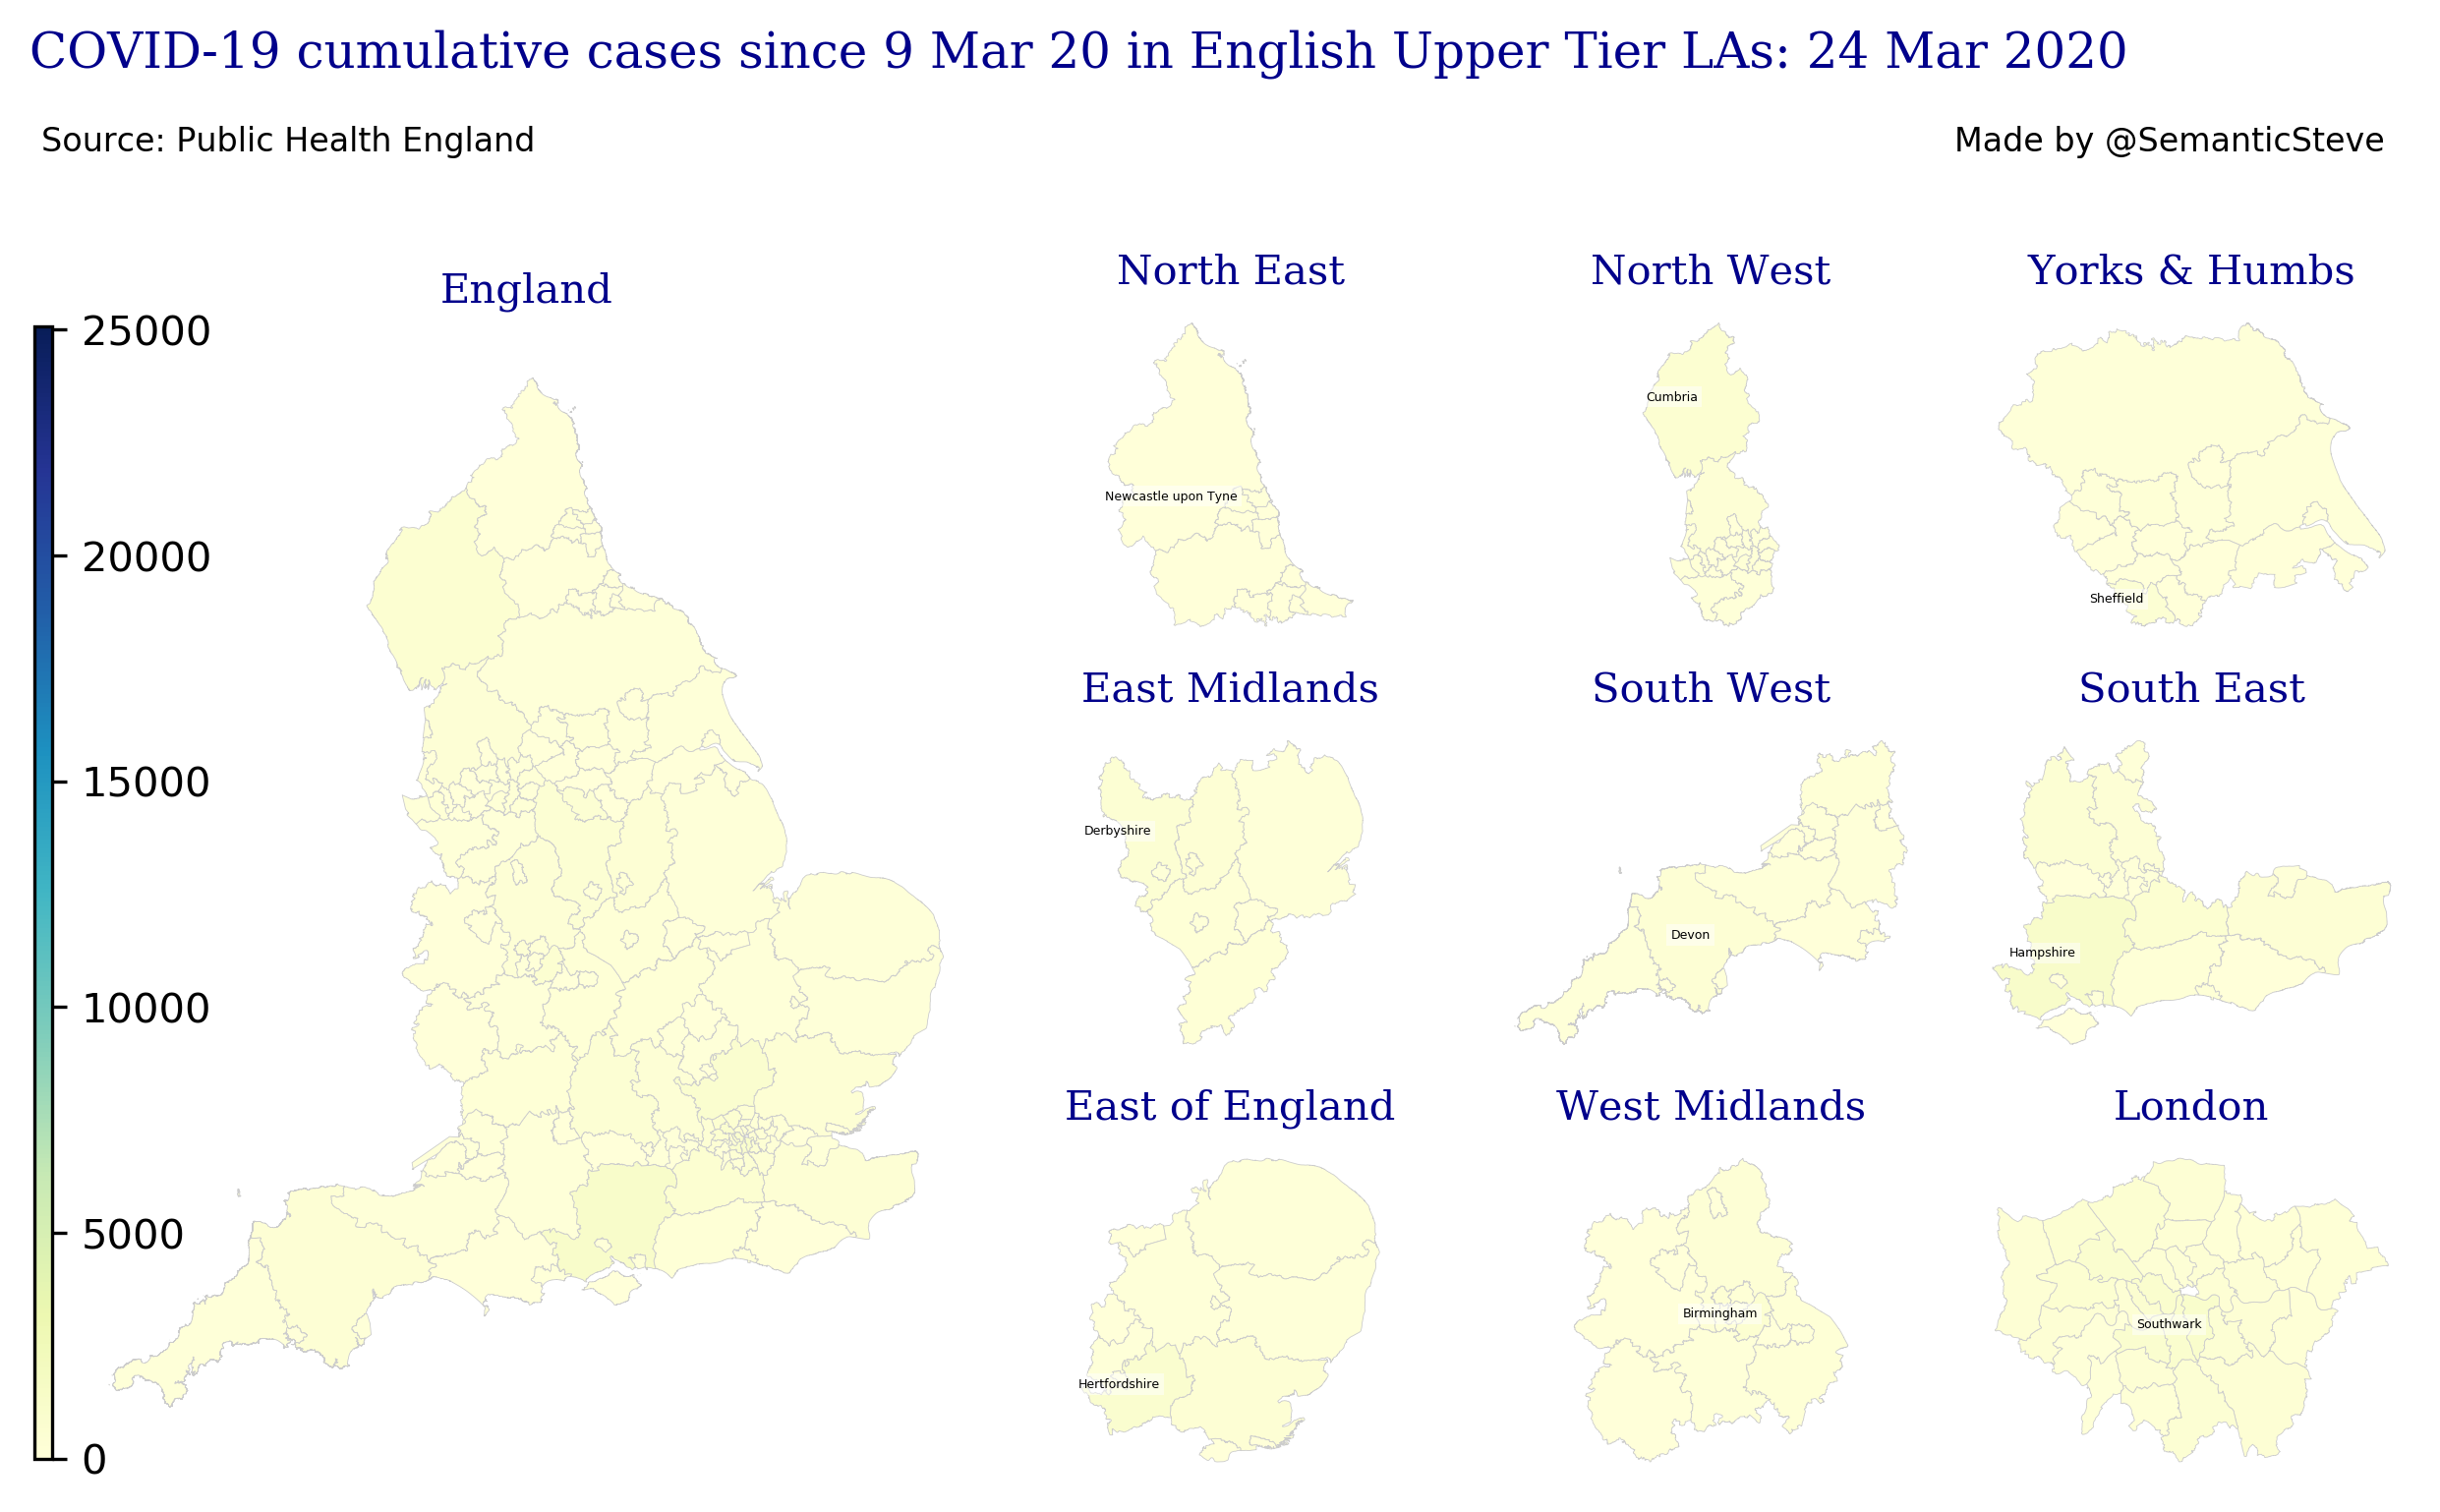 COVID-19 cumulative cases since 9 Mar 20 in English Upper Tier LAs: 24 Mar 2020
Source: Public Health England
Made by @SemanticSteve
England
25000
20000
15000
10000
5000
0
North East
Newcastle upon Tyne
North West
Cumbria
Yorks & Humbs
Sheffield
East Midlands
Derbyshire
South West
Devon
South East
Hampshire
East of England
Hertfordshire
West Midlands
Birmingham
London
Southwark